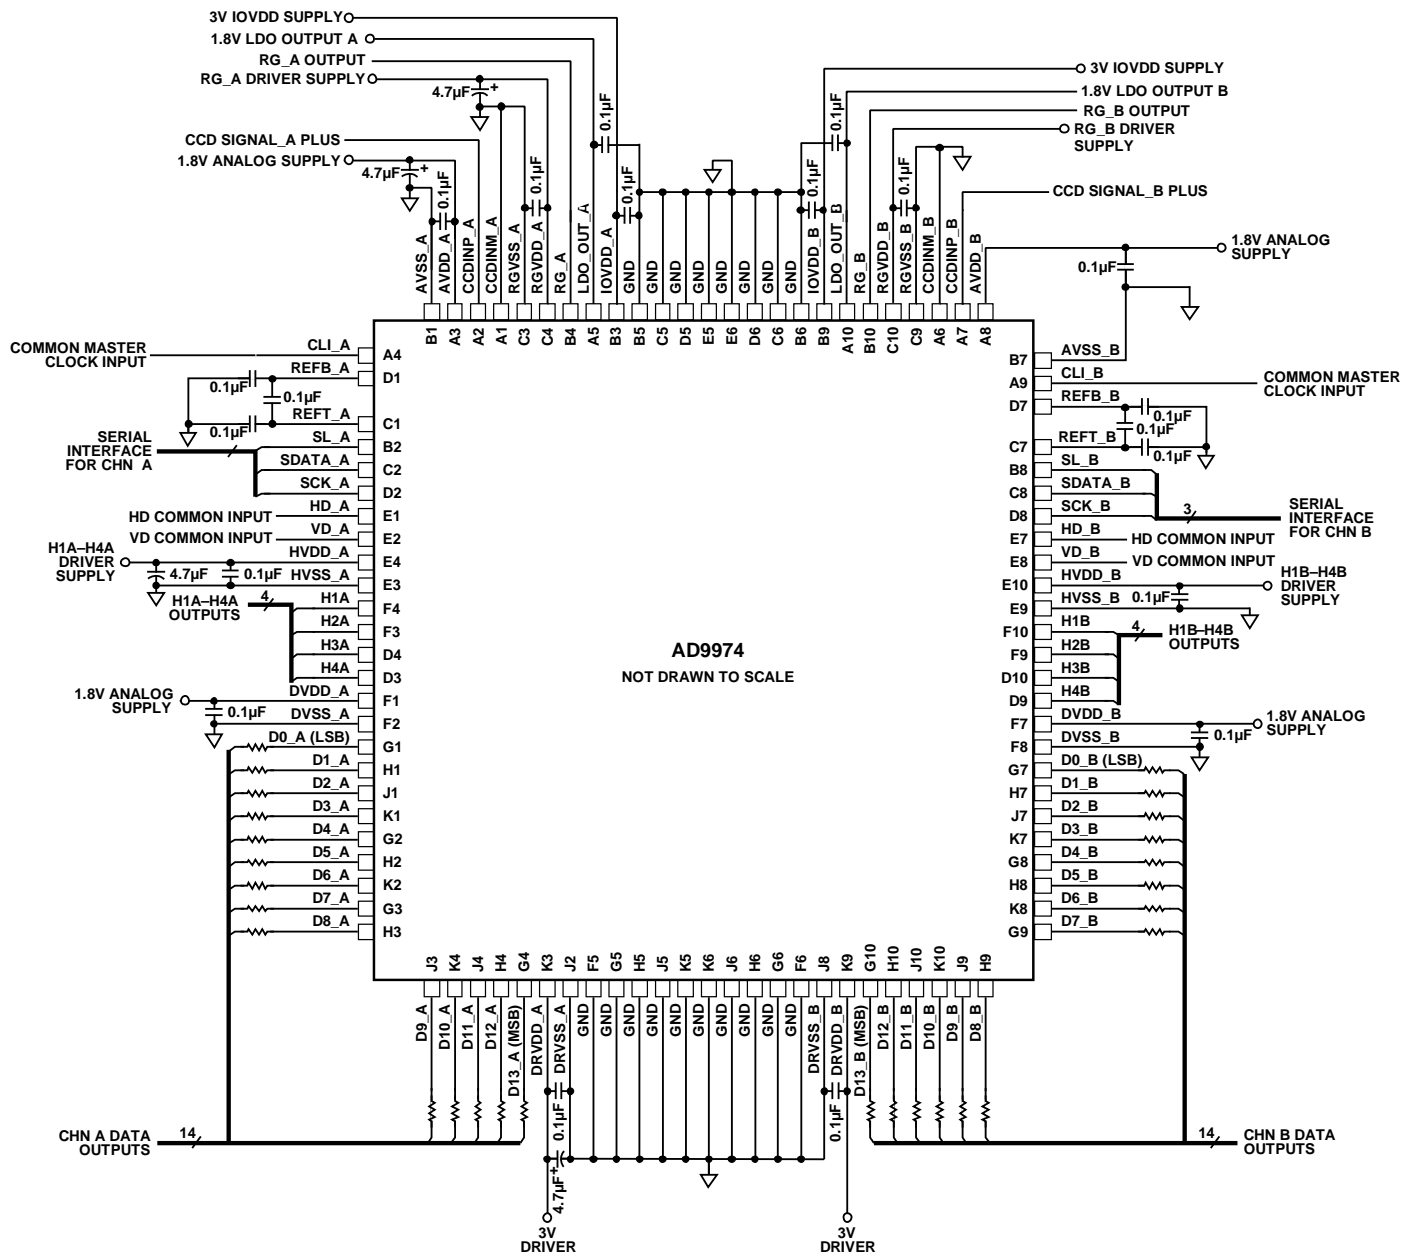 3V IOVDD SUPPLY
1.8V LDO OUTPUT A
RG_A OUTPUT
RG_A DRIVER SUPPLY
4.7µF
+
0.1µF
0.1µF
3V IOVDD SUPPLY
1.8V LDO OUTPUT B
RG_B OUTPUT
RG_B DRIVER
SUPPLY
CCD SIGNAL_A PLUS
1.8V ANALOG SUPPLY
4.7µF
+
0.1µF
0.1µF
0.1µF
0.1µF
0.1µF
CCD SIGNAL_B PLUS
1.8V ANALOG
SUPPLY
0.1µF
AVSS_A
AVDD_A
CCDINP_A
CCDINM_A
RGVSS_A
RGVDD_A
RG_A
LDO_OUT_A
IOVDD_A
GND
GND
GND
GND
GND
GND
GND
GND
IOVDD_B
LDO_OUT_B
RG_B
RGVDD_B
RGVSS_B
CCDINM_B
CCDINP_B
AVDD_B
B1
A3
A2
A1
C3
C4
B4
A5
B3
B5
C5
D5
E5
E6
D6
C6
B6
B9
A10
B10
C10
C9
A6
A7
A8
COMMON MASTER
CLOCK INPUT
CLI_A
A4
REFB_A
D1
0.1µF
0.1µF
0.1µF
REFT_A
C1
SERIAL
INTERFACE
FOR CHN A
SL_A
B2
SDATA_A
C2
SCK_A
D2
HD COMMON INPUT
HD_A
E1
VD COMMON INPUT
VD_A
E2
H1A–H4A
DRIVER
SUPPLY
HVDD_A
E4
4.7µF
0.1µF
HVSS_A
E3
H1A–H4A
OUTPUTS
4
H1A
F4
H2A
F3
H3A
D4
H4A
D3
1.8V ANALOG
SUPPLY
DVDD_A
F1
0.1µF
DVSS_A
F2
D0_A (LSB)
G1
D1_A
H1
D2_A
J1
D3_A
K1
D4_A
G2
D5_A
H2
D6_A
K2
D7_A
G3
D8_A
H3
AD9974
NOT DRAWN TO SCALE
B7
AVSS_B
A9
CLI_B
COMMON MASTER
CLOCK INPUT
D7
REFB_B
0.1µF
0.1µF
0.1µF
C7
REFT_B
B8
SL_B
C8
SDATA_B
D8
SCK_B
3
SERIAL
INTERFACE
FOR CHN B
E7
HD_B
HD COMMON INPUT
E8
VD_B
VD COMMON INPUT
E10
HVDD_B
H1B–H4B
DRIVER
SUPPLY
0.1µF
E9
HVSS_B
F10
H1B
4
H1B–H4B
OUTPUTS
F9
H2B
D10
H3B
D9
H4B
F7
DVDD_B
1.8V ANALOG
SUPPLY
0.1µF
F8
DVSS_B
G7
D0_B (LSB)
H7
D1_B
J7
D2_B
K7
D3_B
G8
D4_B
H8
D5_B
K8
D6_B
G9
D7_B
J3
K4
J4
H4
G4
K3
J2
F5
G5
H5
J5
K5
K6
J6
H6
G6
F6
J8
K9
G10
H10
J10
K10
J9
H9
D9_A
D10_A
D11_A
D12_A
D13_A (MSB)
DRVDD_A
DRVSS_A
GND
GND
GND
GND
GND
GND
GND
GND
GND
GND
DRVSS_B
DRVDD_B
D13_B (MSB)
D12_B
D11_B
D10_B
D9_B
D8_B
0.1µF
0.1µF
CHN A DATA
OUTPUTS
14
14
CHN B DATA
OUTPUTS
4.7µF
+
3V
DRIVER
3V
DRIVER